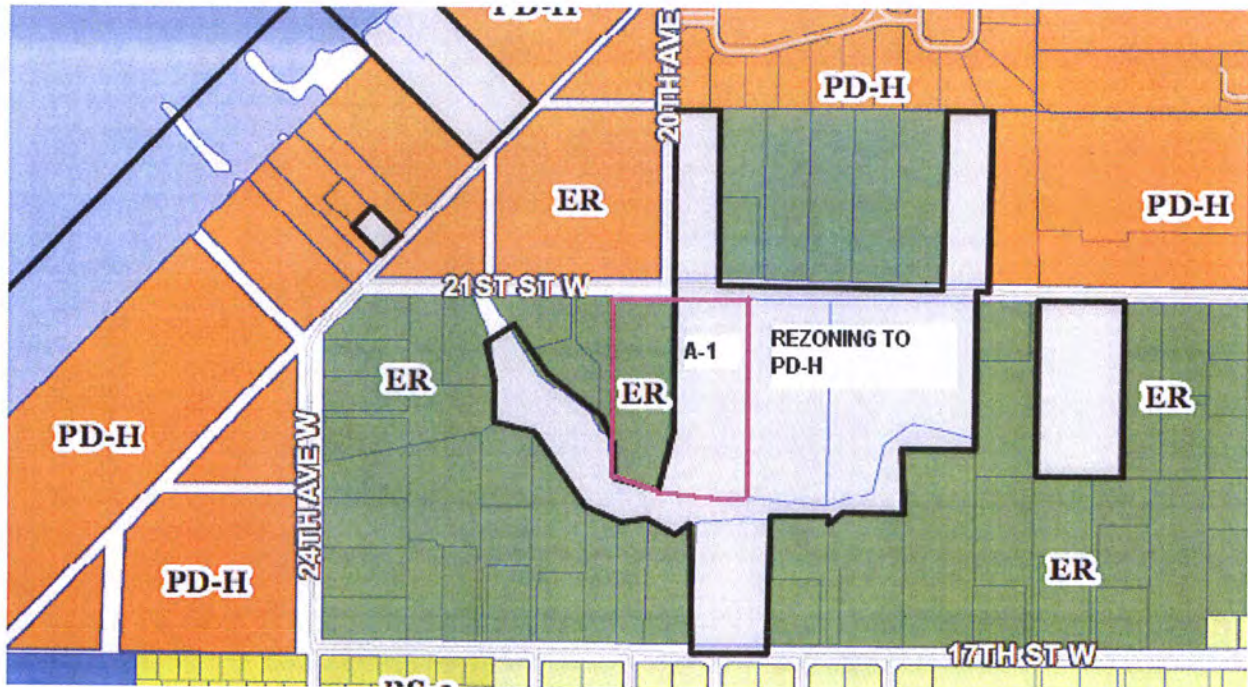 PD-H
20TH AVE
PD-H
ER
PD-H
21ST ST W
A-1
REZONING TO
PD-H
ER
ER
ER
PD-H
24TH AVE W
PD-H
ER
17TH ST W